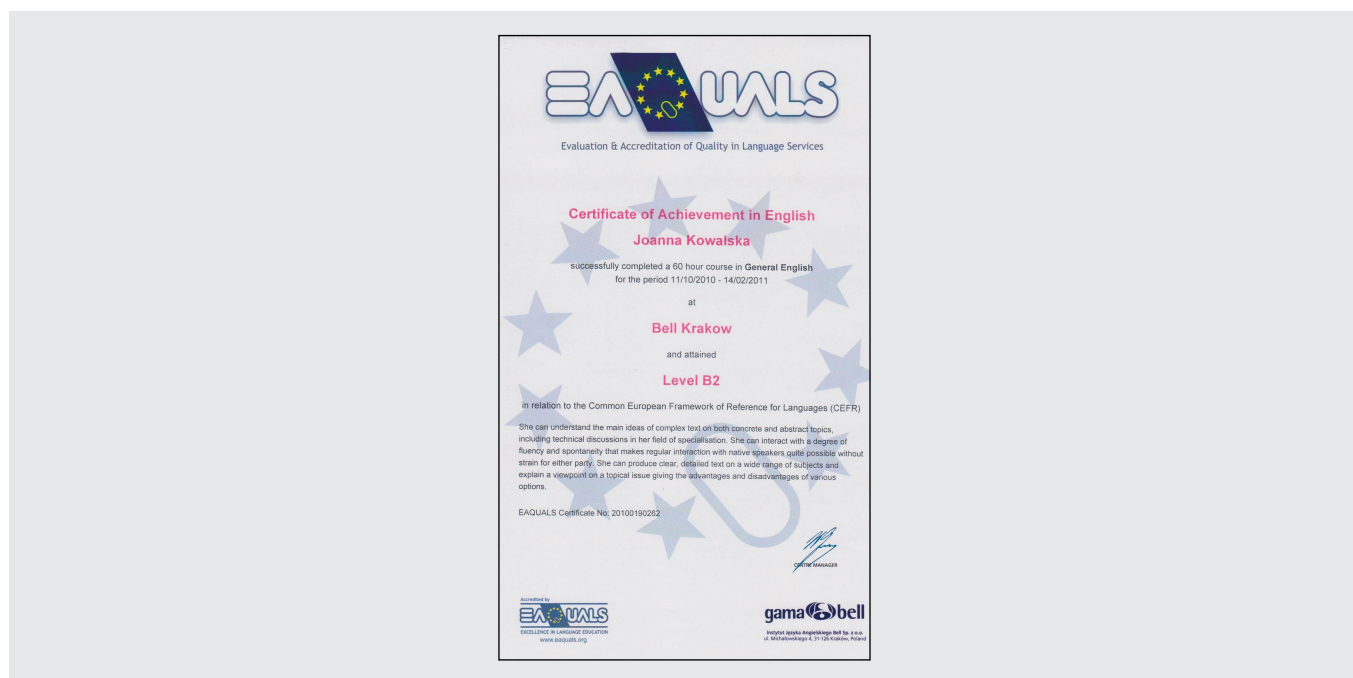 EAQUALS
Evaluation & Accreditation of Quality in Language Services
Certificate of Achievement in English
Joanna Kowalska
successfully completed a 60 hour course in General English
for the period 11/10/2010 - 14/02/2011
at
Bell Krakow
and attained
Level B2
in relation to the Common European Framework of Reference for Languages (CEFR)
She can understand the main ideas of complex text on both concrete and abstract topics,
including technical discussions in her field of specialisation. She can interact with a degree of
fluency and spontaneity that makes regular interaction with native speakers quite possible without
strain for either party. She can produce clear, detailed text on a wide range of subjects and
explain a viewpoint on a topical issue giving the advantages and disadvantages of various
options.
EAQUALS Certificate No: 20100190262
CENTRE MANAGER
Accredited by
EAQUALS
EXCELLENCE IN LANGUAGE EDUCATION
www.eaquals.org
gama bell
Instytut Języka Angielskiego Bell Sp. z o.o.
ul. Michałowskiego 4, 31-126 Kraków, Poland